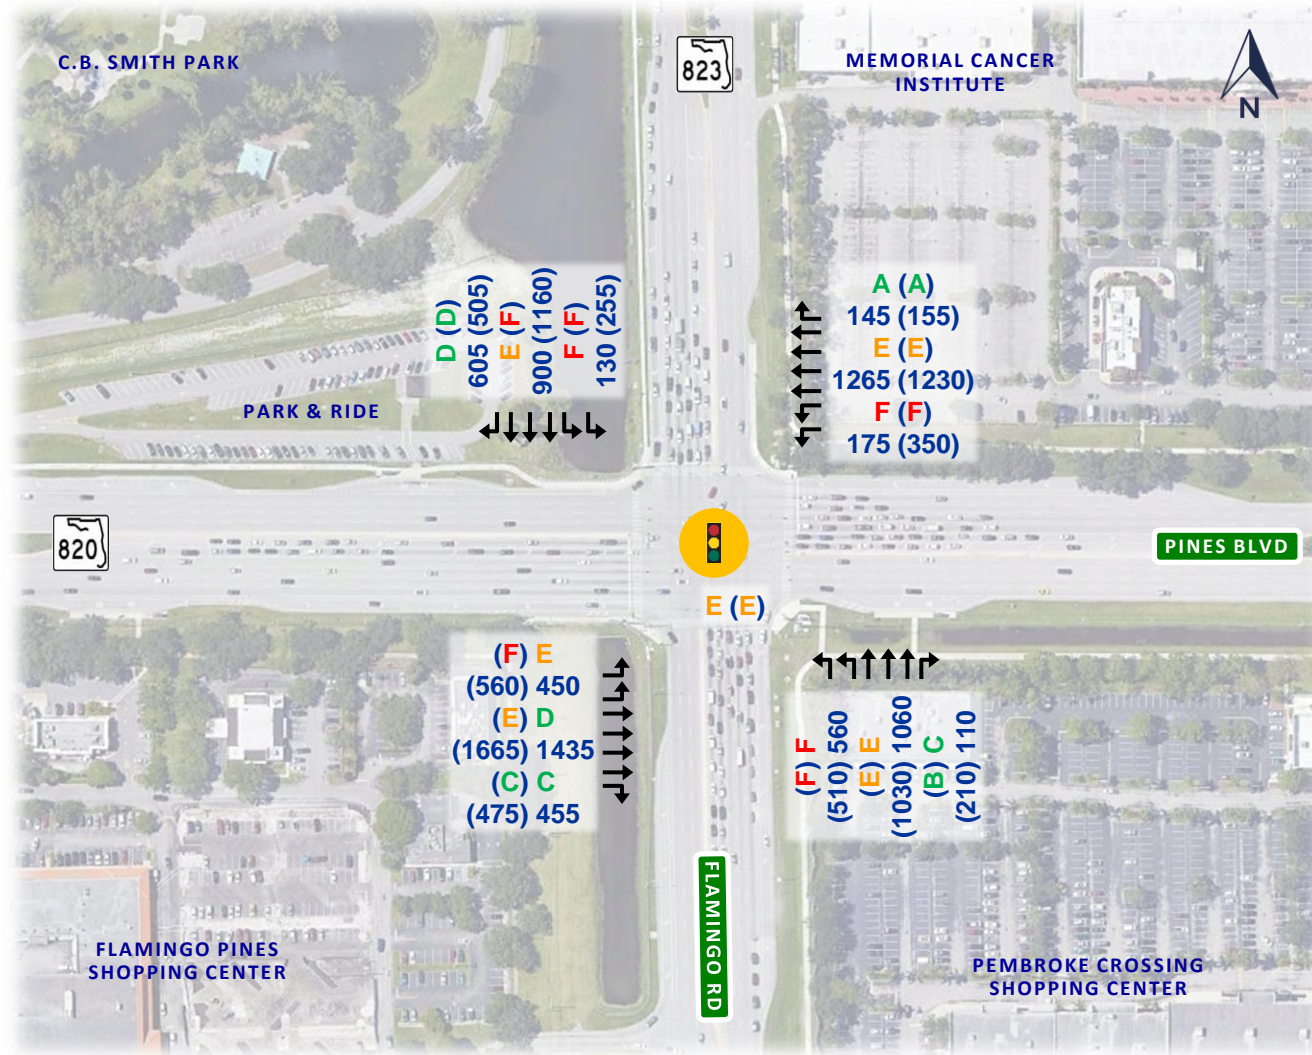 C.B. SMITH PARK
823
MEMORIAL CANCER
INSTITUTE
N
D (D)
605 (505)
E (F)
900 (1160)
F (F)
130 (255)
A (A)
145 (155)
E (E)
1265 (1230)
F (F)
175 (350)
PARK & RIDE
820
PINES BLVD
E (E)
(F) E
(560) 450
(E) D
(1665) 1435
(C) C
(475) 455
(F) F
(510) 560
(E) E
(1030) 1060
(B) C
(210) 110
FLAMINGO RD
FLAMINGO PINES
SHOPPING CENTER
PEMBROKE CROSSING
SHOPPING CENTER